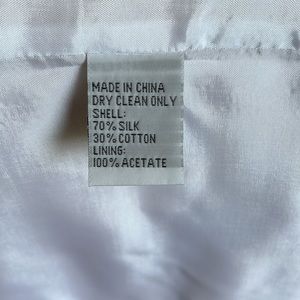 MADE IN CHINA
DRY CLEAN ONLY
SHELL:
70% SILK
30% COTTON
LINING:
100% ACETATE